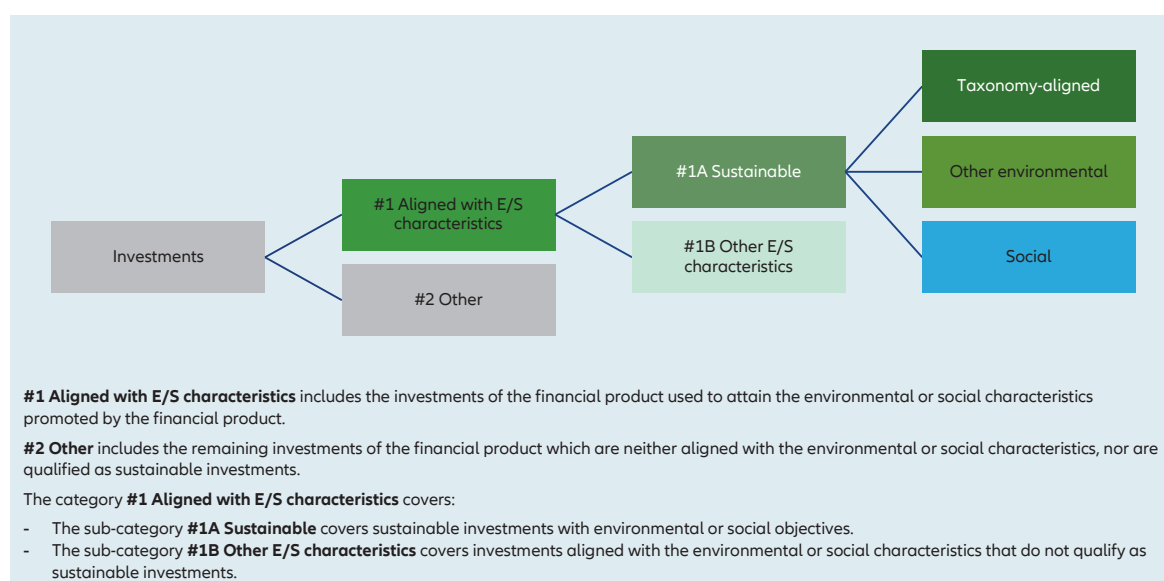 Taxonomy-aligned
#1A Sustainable
Other environmental
#1 Aligned with E/S
characteristics
Investments
#1B Other E/S
characteristics
Social
#2 Other
#1 Aligned with E/S characteristics includes the investments of the financial product used to attain the environmental or social characteristics
promoted by the financial product.
#2 Other includes the remaining investments of the financial product which are neither aligned with the environmental or social characteristics, nor are
qualified as sustainable investments.
The category #1 Aligned with E/S characteristics covers:
- The sub-category #1A Sustainable covers sustainable investments with environmental or social objectives.
- The sub-category #1B Other E/S characteristics covers investments aligned with the environmental or social characteristics that do not qualify as
sustainable investments.